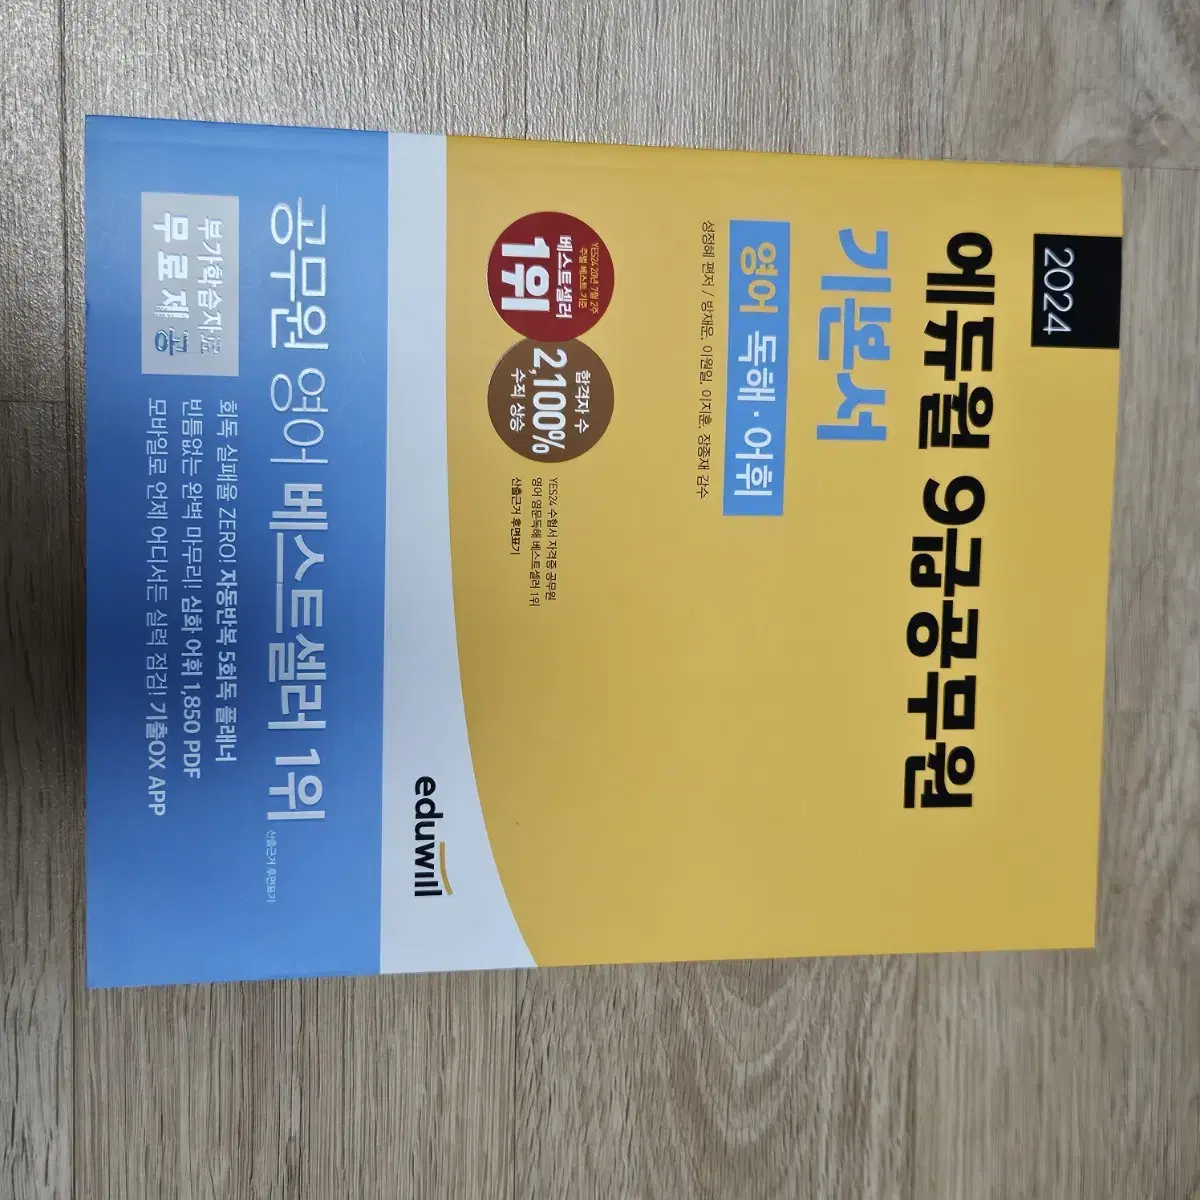 2024
에듀윌 9급공무원
기본서
영어 독해·어휘
성정혜 편저 / 방재운, 이원일, 이지훈, 장종재 감수
YES24 20년 7월 2주
주별 베스트 기준
베스트셀러
1위
합격자 수
2,100%
수직 상승
YES24 수험서 자격증 공무원
영어 영문독해 베스트셀러 1위
산출근거 후면표기
eduwill
공무원 영어 베스트셀러 1위
산출근거 후면표기
부가학습자료
무료제공
회독 실패율 ZERO! 자동반복 5회독 플래너
빈틈없는 완벽 마무리! 심화 어휘 1,850 PDF
모바일로 언제 어디서든 실력 점검! 기출OX APP